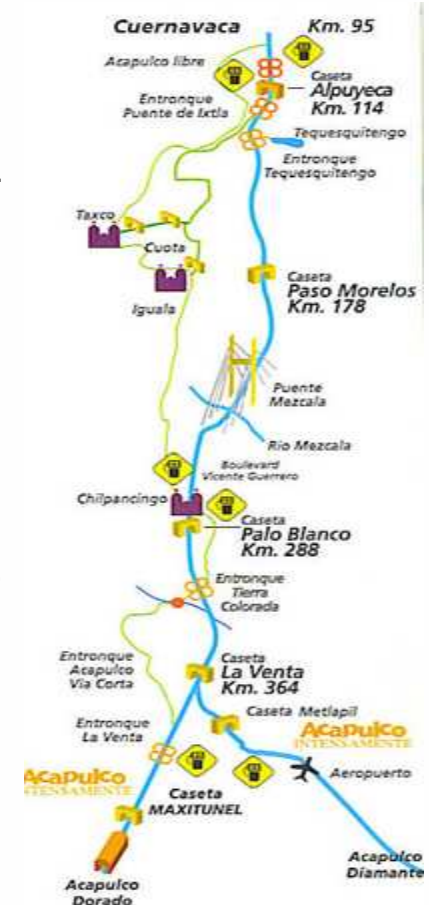 Cuernavaca
Km. 95
Acapulco libre
Caseta
Alpuyeca
Km. 114
Entronque
Puente de Ixtla
Tequesquitengo
Entronque
Tequesquitengo
Taxco
Cuota
Iguala
Caseta
Paso Morelos
Km. 178
Puente
Mezcala
Rio Mezcala
Boulevard
Vicente Guerrero
Chilpancingo
Caseta
Palo Blanco
Km. 288
Entronque
Tierra
Colorada
Entronque
Acapulco
Via Corta
Caseta
La Venta
Km. 364
Caseta Metlapil
Entronque
La Venta
Acapulco
INTENSAMENTE
Aeropuerto
Acapulco
NTENSAMENTE
Caseta
MAXITUNEL
Acapulco
Diamante
Acapulco
Dorado